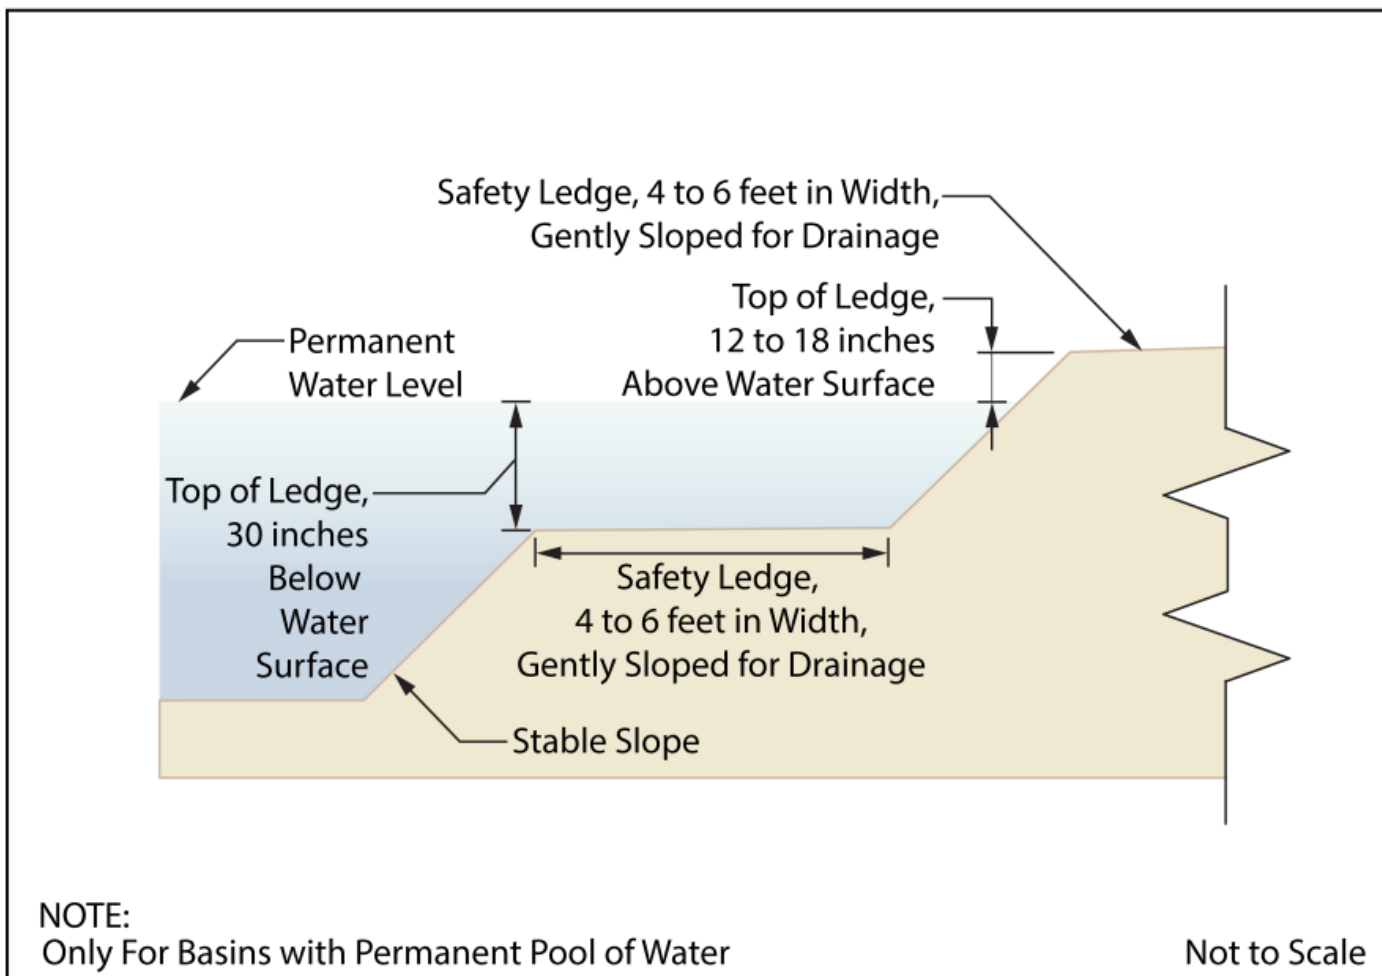 Safety Ledge, 4 to 6 feet in Width,
Gently Sloped for Drainage
Top of Ledge,
12 to 18 inches
Above Water Surface
Permanent
Water Level
Top of Ledge,
30 inches
Below
Water
Surface
Safety Ledge,
4 to 6 feet in Width,
Gently Sloped for Drainage
Stable Slope
NOTE:
Only For Basins with Permanent Pool of Water
Not to Scale